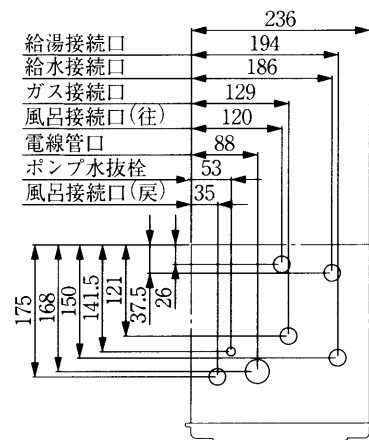 236
給湯接続口 194
給水接続口 186
ガス接続口 129
風呂接続口(往) 120
電線管口 88
ポンプ水抜栓 53
風呂接続口(戻) 35
175
168
150
141.5
121
37.5
26